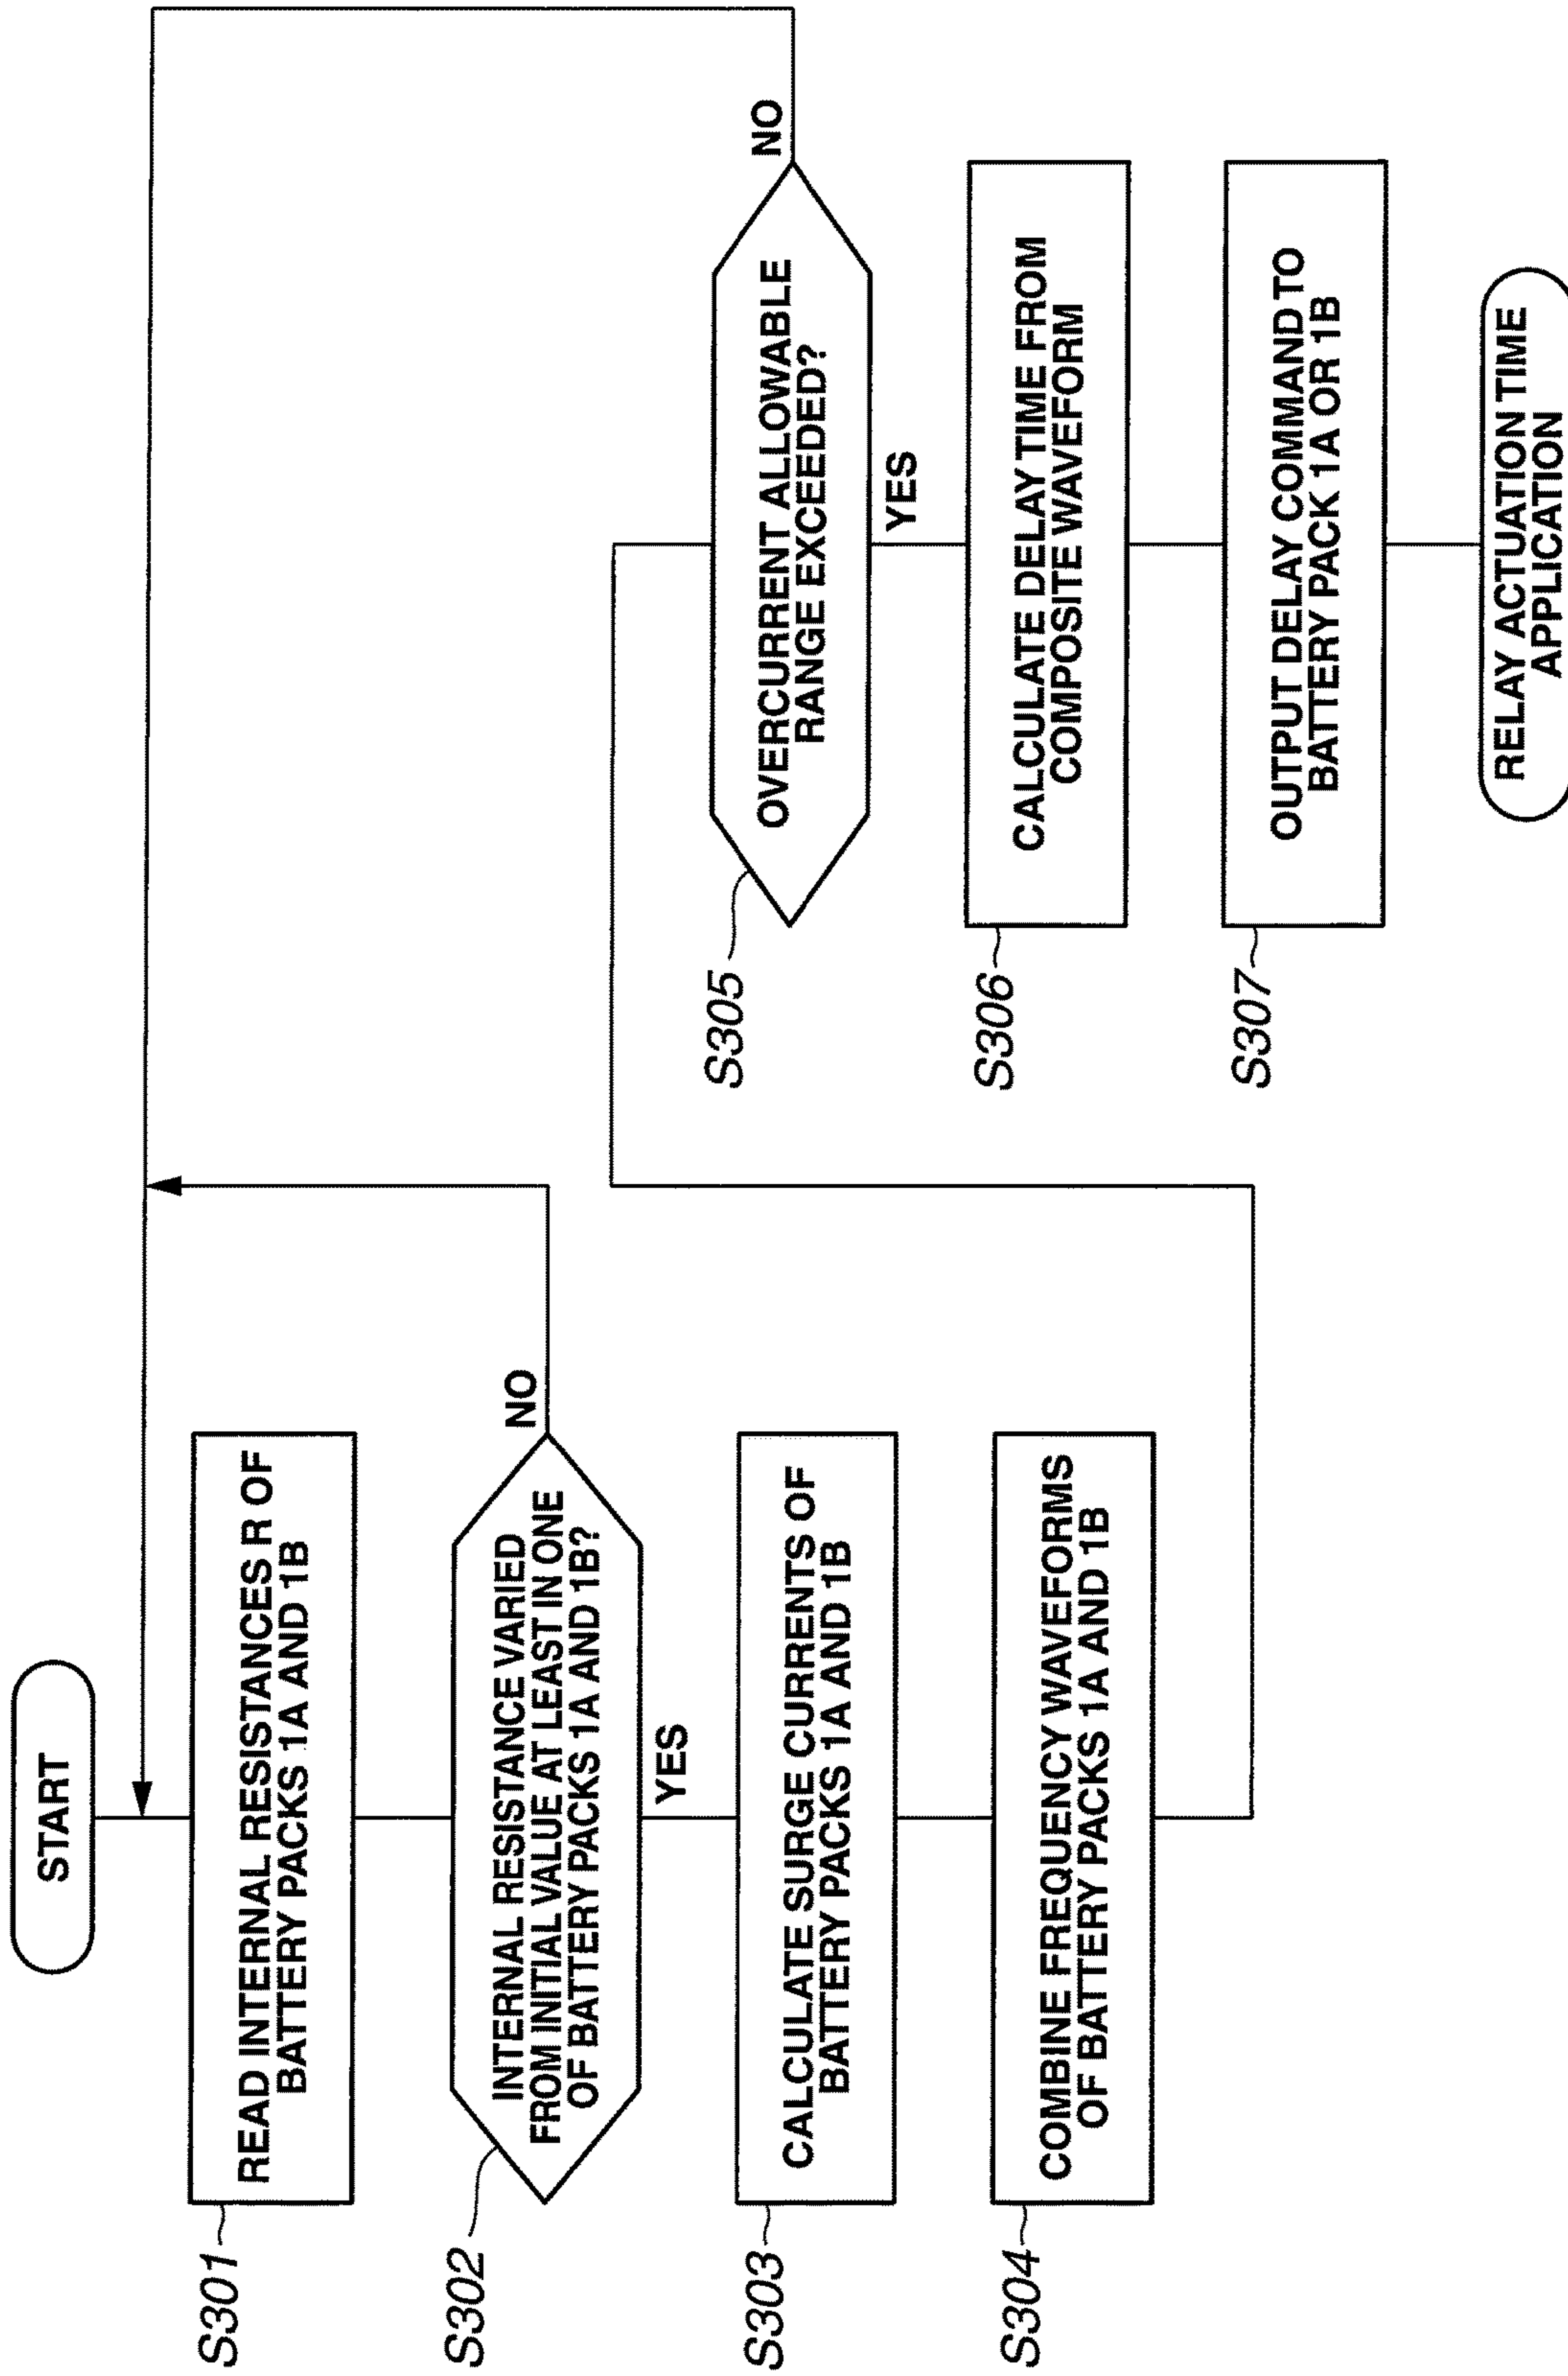 START
S301
READ INTERNAL RESISTANCES R OF
BATTERY PACKS 1A AND 1B
S302
INTERNAL RESISTANCE VARIED
FROM INITIAL VALUE AT LEAST IN ONE
OF BATTERY PACKS 1A AND 1B?
NO
YES
S303
CALCULATE SURGE CURRENTS OF
BATTERY PACKS 1A AND 1B
S304
COMBINE FREQUENCY WAVEFORMS
OF BATTERY PACKS 1A AND 1B
S305
OVERCURRENT ALLOWABLE
RANGE EXCEEDED?
NO
YES
S306
CALCULATE DELAY TIME FROM
COMPOSITE WAVEFORM
S307
OUTPUT DELAY COMMAND TO
BATTERY PACK 1A OR 1B
RELAY ACTUATION TIME
APPLICATION